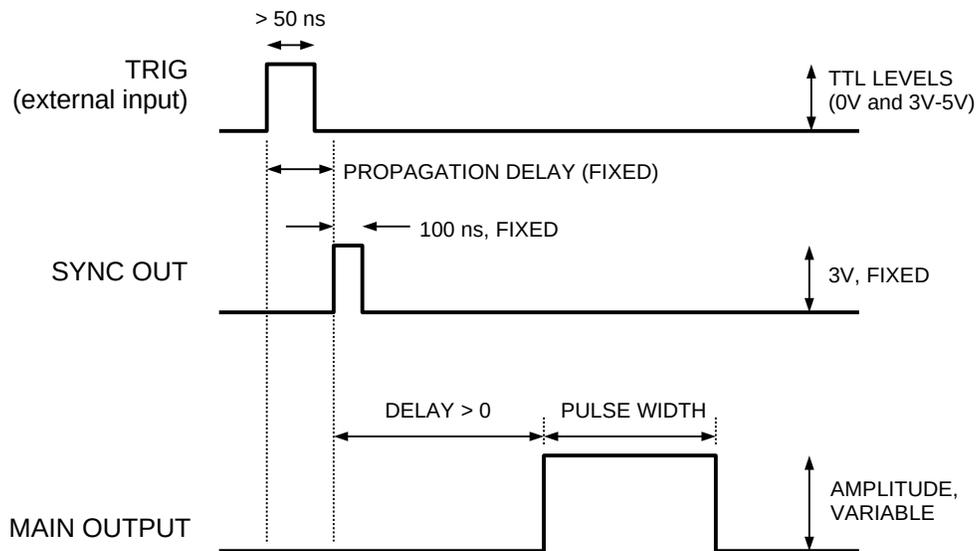 > 50 ns
TRIG
(external input)
TTL LEVELS
(0V and 3V-5V)
PROPAGATION DELAY (FIXED)
100 ns, FIXED
SYNC OUT
3V, FIXED
DELAY > 0
PULSE WIDTH
MAIN OUTPUT
AMPLITUDE,
VARIABLE